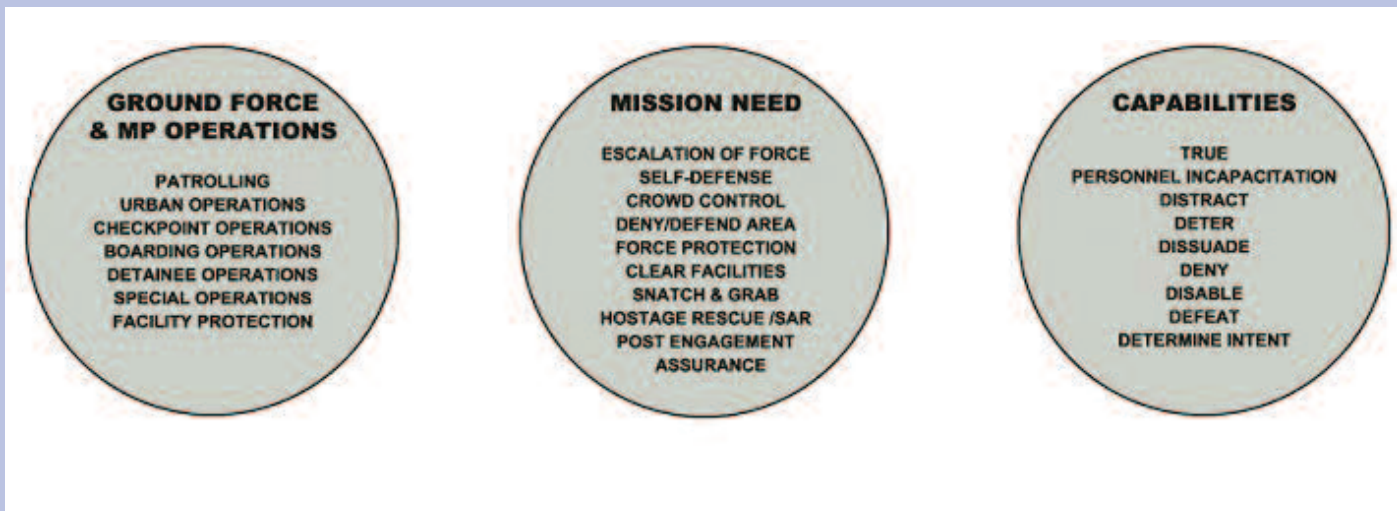 GROUND FORCE
& MP OPERATIONS
PATROLLING
URBAN OPERATIONS
CHECKPOINT OPERATIONS
BOARDING OPERATIONS
DETAINEE OPERATIONS
SPECIAL OPERATIONS
FACILITY PROTECTION
MISSION NEED
ESCALATION OF FORCE
SELF-DEFENSE
CROWD CONTROL
DENY/DEFEND AREA
FORCE PROTECTION
CLEAR FACILITIES
SNATCH & GRAB
HOSTAGE RESCUE /SAR
POST ENGAGEMENT
ASSURANCE
CAPABILITIES
TRUE
PERSONNEL INCAPACITATION
DISTRACT
DETER
DISSUADE
DENY
DISABLE
DEFEAT
DETERMINE INTENT